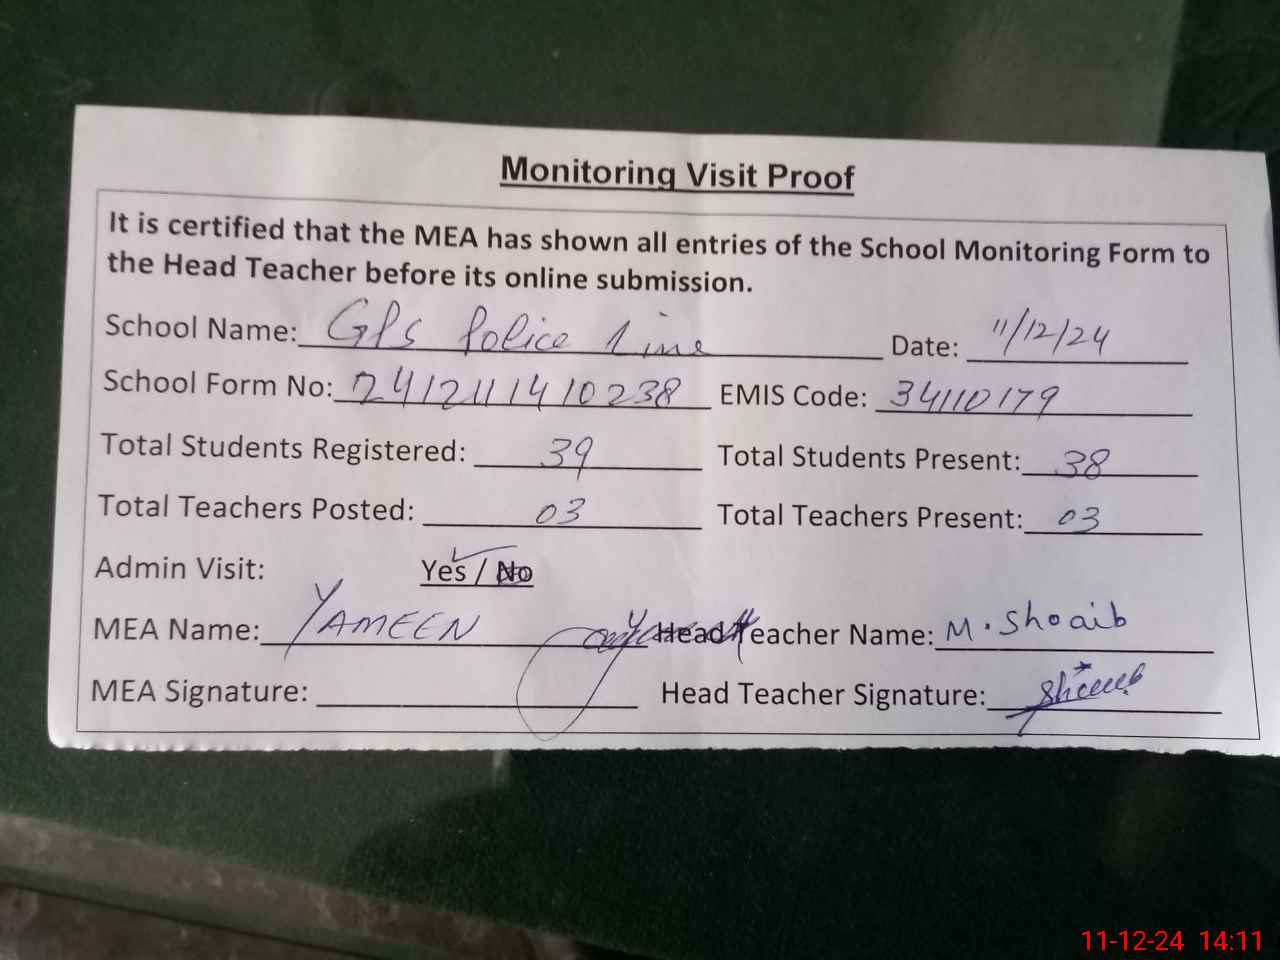 Monitoring Visit Proof
It is certified that the MEA has shown all entries of the School Monitoring Form to
the Head Teacher before its online submission.
School Name: GPS Police Line Date: 11/12/24
School Form No: 2412111410238 EMIS Code: 34110179
Total Students Registered: 39 Total Students Present: 38
Total Teachers Posted: 03 Total Teachers Present: 03
Admin Visit: Yes / No
MEA Name: YAMEEN Head Teacher Name: M. Shoaib
MEA Signature: Head Teacher Signature:
11-12-24 14:11